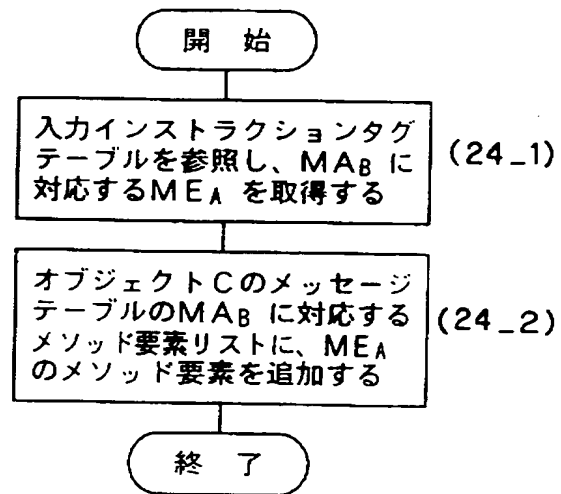 開 始
入力インストラクションタグ
テーブルを参照し、MAB に
対応するMEA を取得する
(24_1)
オブジェクトCのメッセージ
テーブルのMAB に対応する
メソッド要素リストに、MEA
のメソッド要素を追加する
(24_2)
終 了